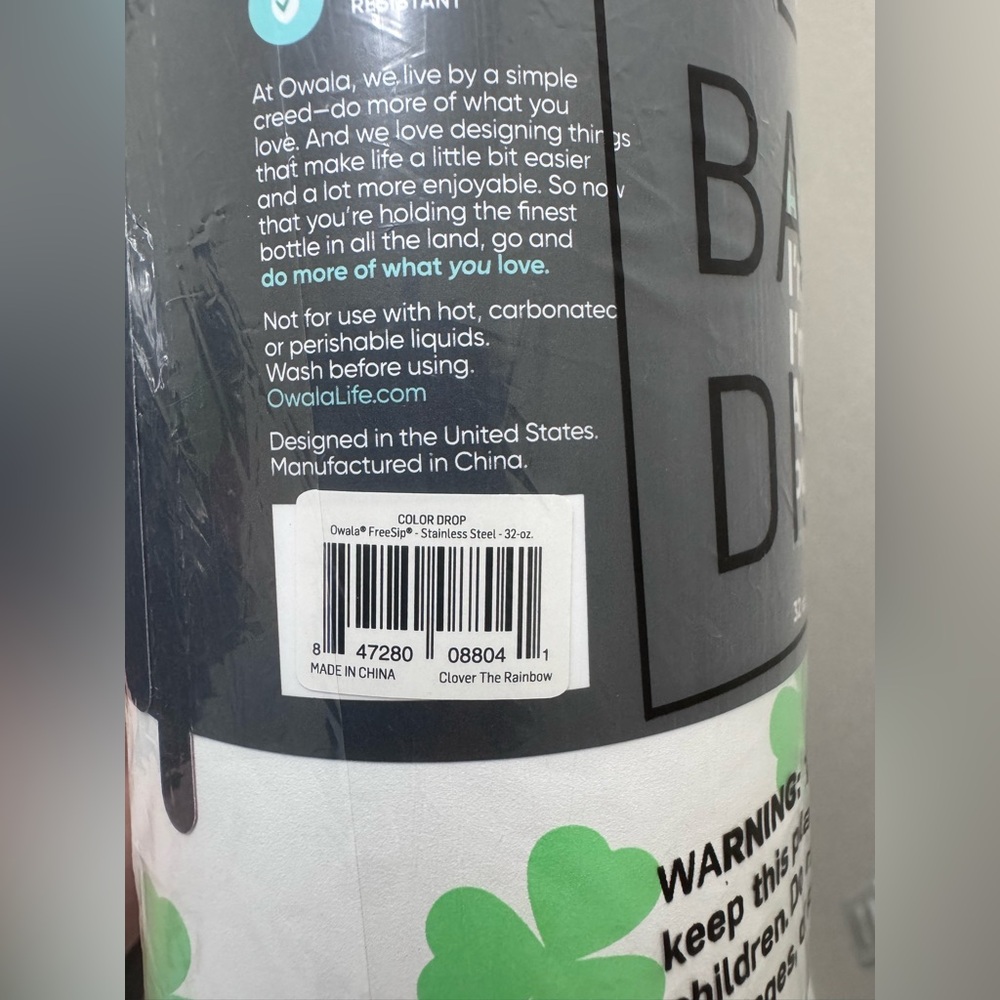 RESISTANT
At Owala, we live by a simple
creed—do more of what you
love. And we love designing things
that make life a little bit easier
and a lot more enjoyable. So now
that you're holding the finest
bottle in all the land, go and
do more of what you love.
Not for use with hot, carbonated
or perishable liquids.
Wash before using.
OwalaLife.com
Designed in the United States.
Manufactured in China.
COLOR DROP
Owala® FreeSip® - Stainless Steel - 32-oz.
8 47280 08804 1
MADE IN CHINA Clover The Rainbow
BA
D
WARNING:
keep this
children. Do